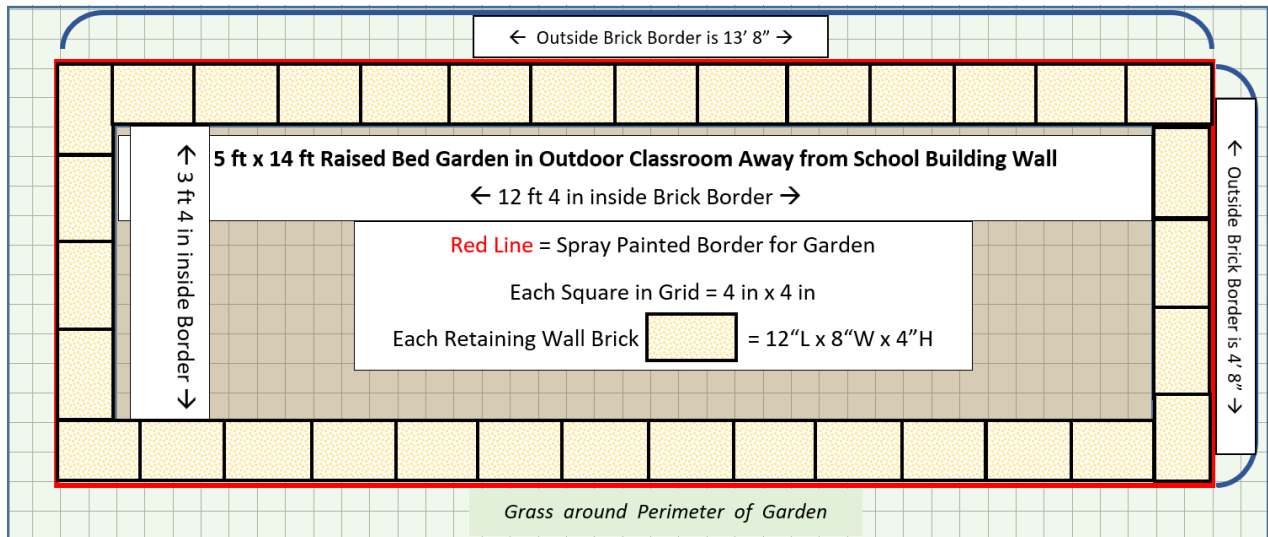 ← Outside Brick Border is 13’ 8” →
5 ft x 14 ft Raised Bed Garden in Outdoor Classroom Away from School Building Wall
← 12 ft 4 in inside Brick Border →
← 3 ft 4 in inside Border →
Red Line = Spray Painted Border for Garden
Each Square in Grid = 4 in x 4 in
Each Retaining Wall Brick = 12“L x 8“W x 4”H
← Outside Brick Border is 4’ 8” →
Grass around Perimeter of Garden